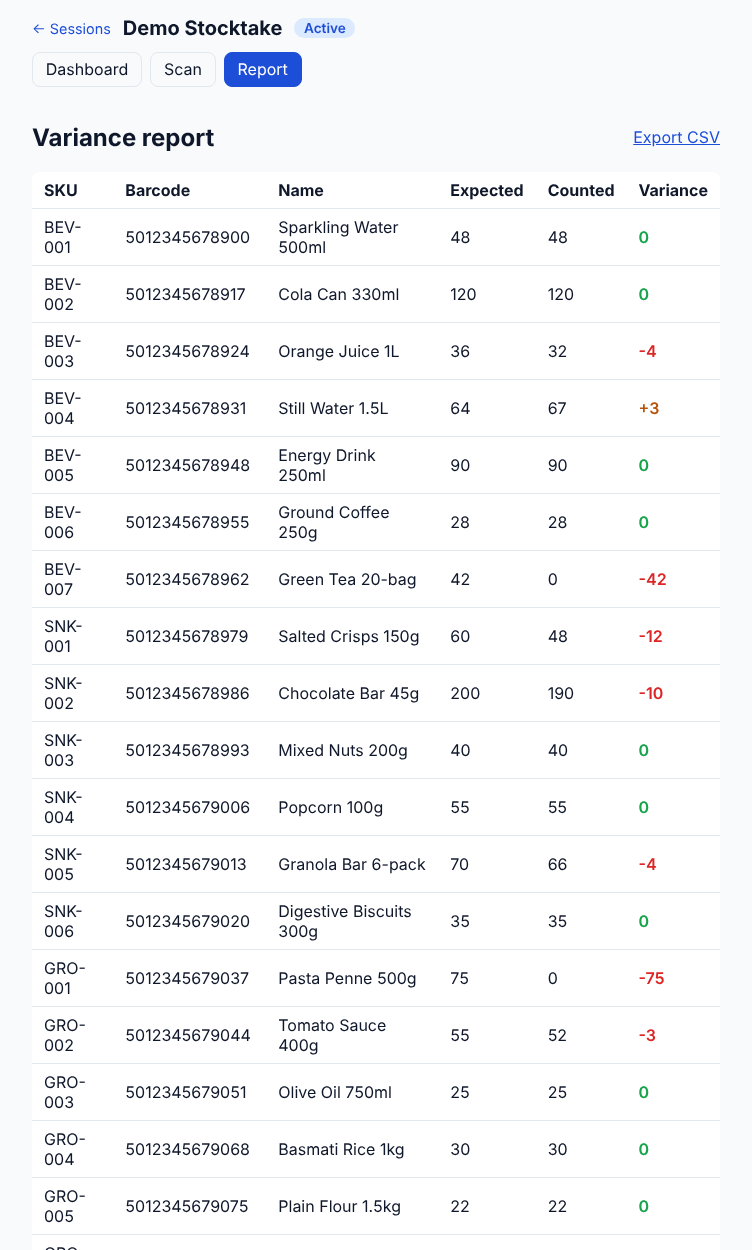 ← Sessions Demo Stocktake Active
Dashboard Scan Report
Variance report Export CSV
SKU Barcode Name Expected Counted Variance
BEV-001 5012345678900 Sparkling Water 500ml 48 48 0
BEV-002 5012345678917 Cola Can 330ml 120 120 0
BEV-003 5012345678924 Orange Juice 1L 36 32 -4
BEV-004 5012345678931 Still Water 1.5L 64 67 +3
BEV-005 5012345678948 Energy Drink 250ml 90 90 0
BEV-006 5012345678955 Ground Coffee 250g 28 28 0
BEV-007 5012345678962 Green Tea 20-bag 42 0 -42
SNK-001 5012345678979 Salted Crisps 150g 60 48 -12
SNK-002 5012345678986 Chocolate Bar 45g 200 190 -10
SNK-003 5012345678993 Mixed Nuts 200g 40 40 0
SNK-004 5012345679006 Popcorn 100g 55 55 0
SNK-005 5012345679013 Granola Bar 6-pack 70 66 -4
SNK-006 5012345679020 Digestive Biscuits 300g 35 35 0
GRO-001 5012345679037 Pasta Penne 500g 75 0 -75
GRO-002 5012345679044 Tomato Sauce 400g 55 52 -3
GRO-003 5012345679051 Olive Oil 750ml 25 25 0
GRO-004 5012345679068 Basmati Rice 1kg 30 30 0
GRO-005 5012345679075 Plain Flour 1.5kg 22 22 0